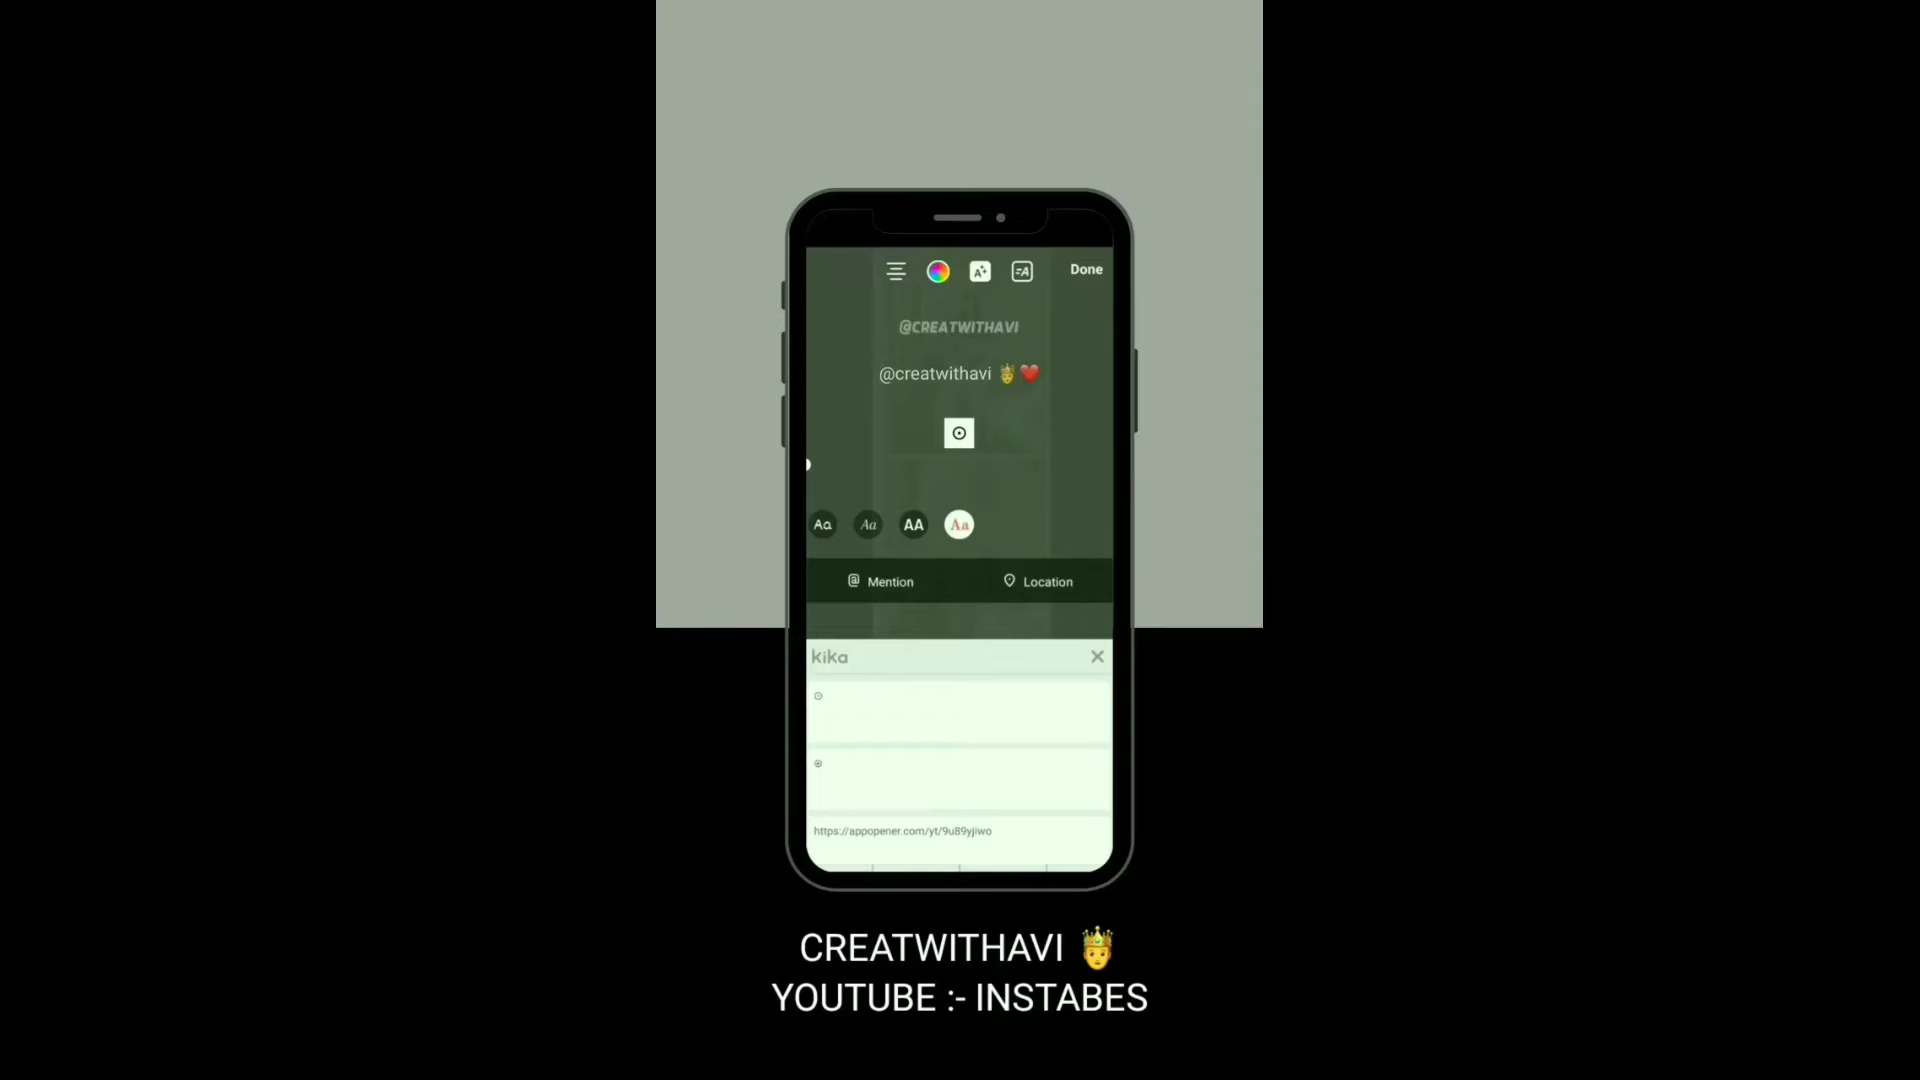 Done
@CREATWITHAVI
@creatwithavi 🤴❤️
Aa Aa AA Aa
Mention Location
kika
https://appopener.com/yt/9u89yjiwo
CREATWITHAVI 🤴
YOUTUBE :- INSTABES